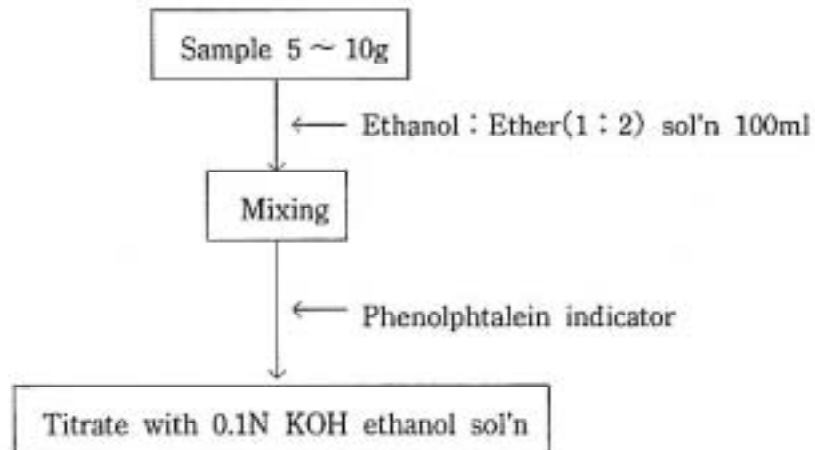 Sample 5 ~ 10g
Ethanol : Ether(1 : 2) sol'n 100ml
Mixing
Phenolphtalein indicator
Titrate with 0.1N KOH ethanol sol'n